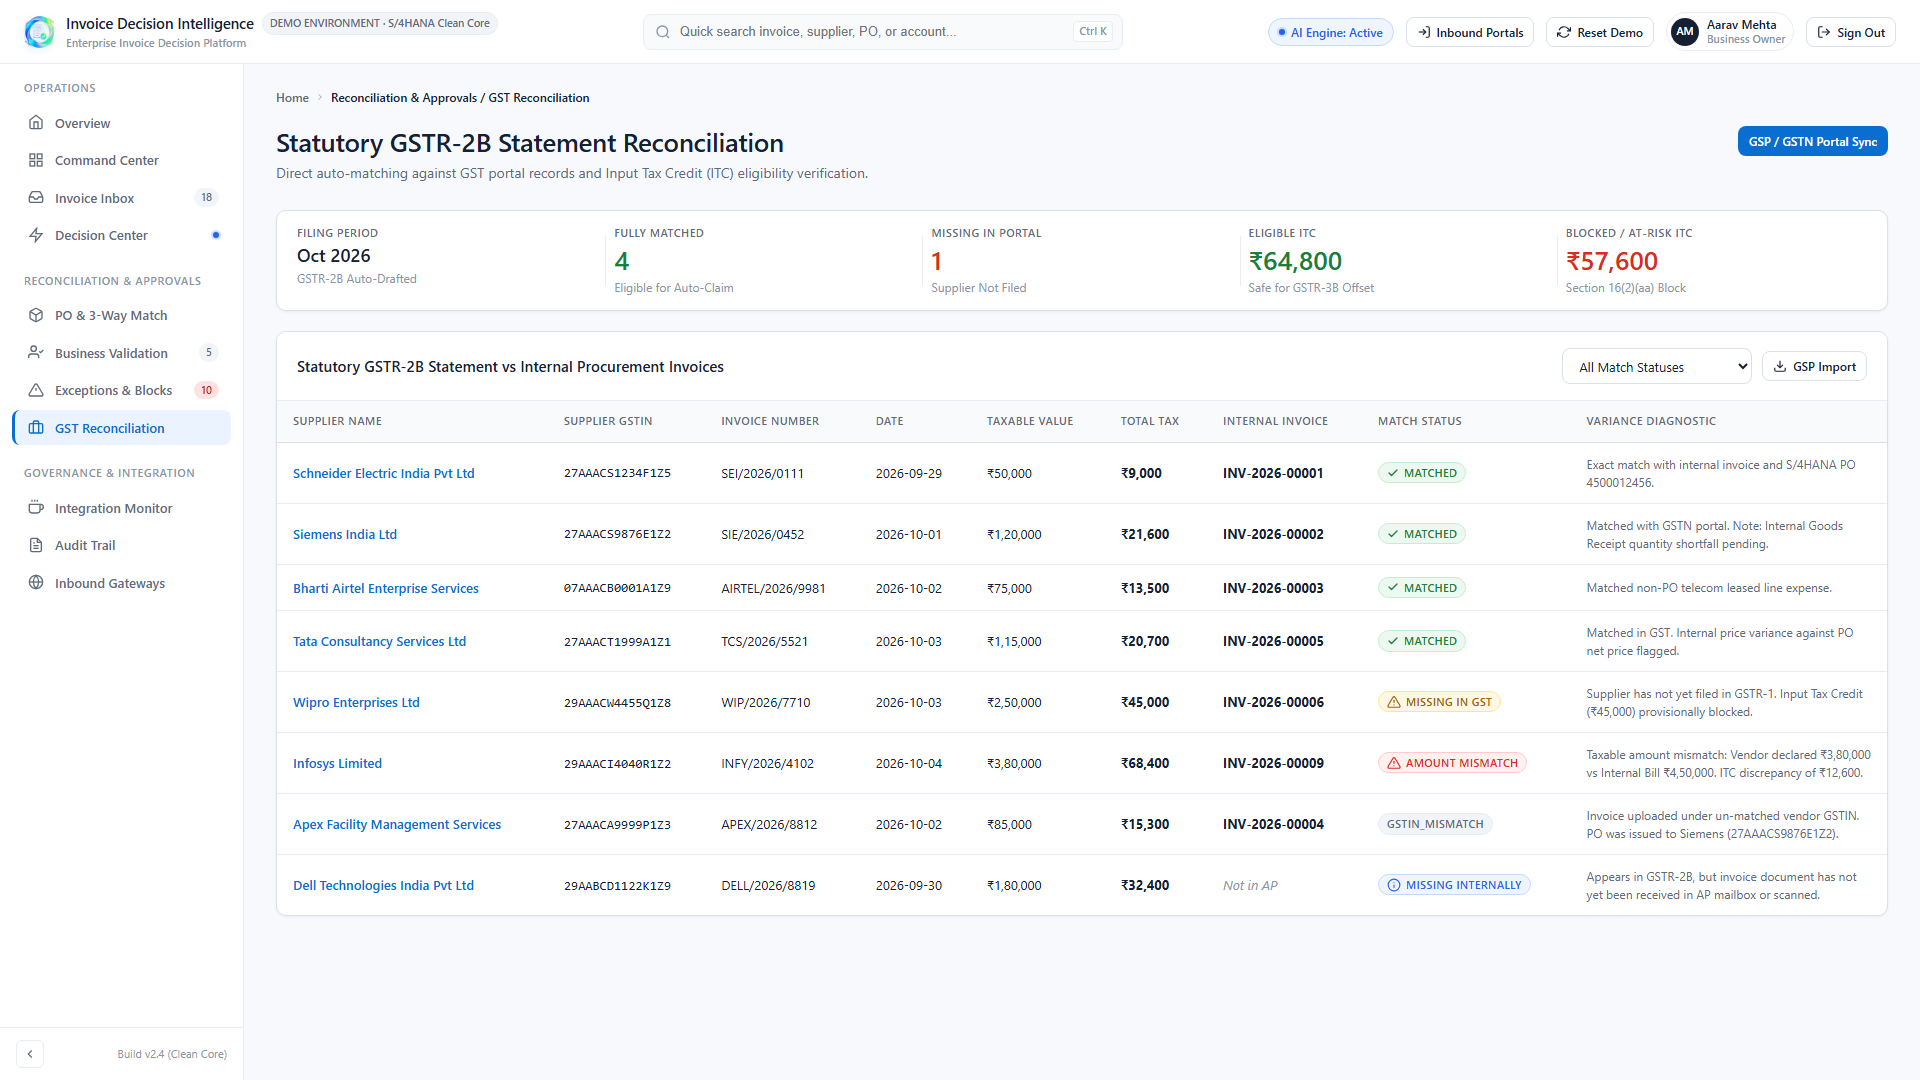 Invoice Decision Intelligence
Enterprise Invoice Decision Platform
DEMO ENVIRONMENT · S/4HANA Clean Core
Quick search invoice, supplier, PO, or account...
Ctrl K
AI Engine: Active
Inbound Portals
Reset Demo
AM
Aarav Mehta
Business Owner
Sign Out
OPERATIONS
Overview
Command Center
Invoice Inbox 18
Decision Center
RECONCILIATION & APPROVALS
PO & 3-Way Match
Business Validation 5
Exceptions & Blocks 10
GST Reconciliation
GOVERNANCE & INTEGRATION
Integration Monitor
Audit Trail
Inbound Gateways
Build v2.4 (Clean Core)
Home > Reconciliation & Approvals / GST Reconciliation
Statutory GSTR-2B Statement Reconciliation
Direct auto-matching against GST portal records and Input Tax Credit (ITC) eligibility verification.
GSP / GSTN Portal Sync
FILING PERIOD
Oct 2026
GSTR-2B Auto-Drafted
FULLY MATCHED
4
Eligible for Auto-Claim
MISSING IN PORTAL
1
Supplier Not Filed
ELIGIBLE ITC
₹64,800
Safe for GSTR-3B Offset
BLOCKED / AT-RISK ITC
₹57,600
Section 16(2)(aa) Block
Statutory GSTR-2B Statement vs Internal Procurement Invoices
All Match Statuses
GSP Import
SUPPLIER NAME SUPPLIER GSTIN INVOICE NUMBER DATE TAXABLE VALUE TOTAL TAX INTERNAL INVOICE MATCH STATUS VARIANCE DIAGNOSTIC
Schneider Electric India Pvt Ltd 27AAACS1234F1Z5 SEI/2026/0111 2026-09-29 ₹50,000 ₹9,000 INV-2026-00001 MATCHED Exact match with internal invoice and S/4HANA PO
4500012456.
Siemens India Ltd 27AAACS9876E1Z2 SIE/2026/0452 2026-10-01 ₹1,20,000 ₹21,600 INV-2026-00002 MATCHED Matched with GSTN portal. Note: Internal Goods
Receipt quantity shortfall pending.
Bharti Airtel Enterprise Services 07AAACB0001A1Z9 AIRTEL/2026/9981 2026-10-02 ₹75,000 ₹13,500 INV-2026-00003 MATCHED Matched non-PO telecom leased line expense.
Tata Consultancy Services Ltd 27AAACT1999A1Z1 TCS/2026/5521 2026-10-03 ₹1,15,000 ₹20,700 INV-2026-00005 MATCHED Matched in GST. Internal price variance against PO
net price flagged.
Wipro Enterprises Ltd 29AAACW4455Q1Z8 WIP/2026/7710 2026-10-03 ₹2,50,000 ₹45,000 INV-2026-00006 MISSING IN GST Supplier has not yet filed in GSTR-1. Input Tax Credit
(₹45,000) provisionally blocked.
Infosys Limited 29AAACI4040R1Z2 INFY/2026/4102 2026-10-04 ₹3,80,000 ₹68,400 INV-2026-00009 AMOUNT MISMATCH Taxable amount mismatch: Vendor declared ₹3,80,000
vs Internal Bill ₹4,50,000. ITC discrepancy of ₹12,600.
Apex Facility Management Services 27AAACA9999P1Z3 APEX/2026/8812 2026-10-02 ₹85,000 ₹15,300 INV-2026-00004 GSTIN_MISMATCH Invoice uploaded under un-matched vendor GSTIN.
PO was issued to Siemens (27AAACS9876E1Z2).
Dell Technologies India Pvt Ltd 29AABCD1122K1Z9 DELL/2026/8819 2026-09-30 ₹1,80,000 ₹32,400 Not in AP MISSING INTERNALLY Appears in GSTR-2B, but invoice document has not
yet been received in AP mailbox or scanned.